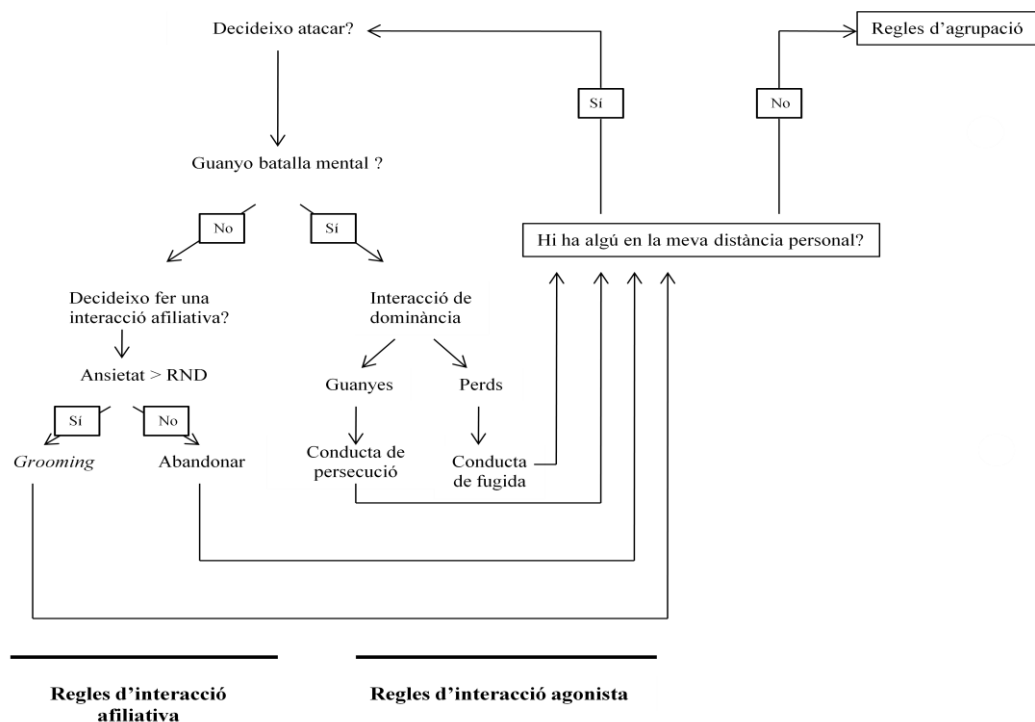 Decideixo atacar?
Regles d’agrupació
Sí
No
Guanyo batalla mental ?
No
Sí
Hi ha algú en la meva distància personal?
Decideixo fer una
interacció afiliativa?
Interacció de
dominància
Ansietat > RND
Guanyes
Perds
Sí
No
Grooming
Abandonar
Conducta de
persecució
Conducta
de fugida
Regles d’interacció
afiliativa
Regles d’interacció agonista